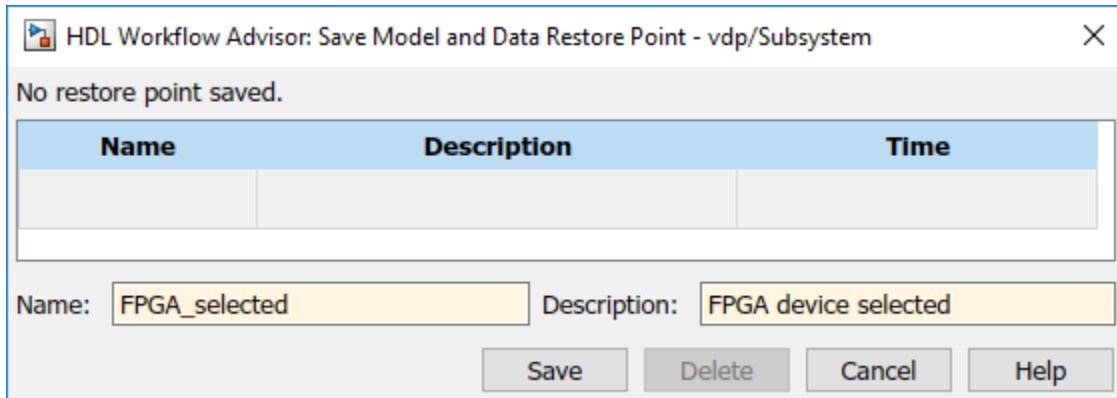 HDL Workflow Advisor: Save Model and Data Restore Point - vdp/Subsystem
No restore point saved.
Name Description Time
Name: FPGA_selected Description: FPGA device selected
Save Delete Cancel Help